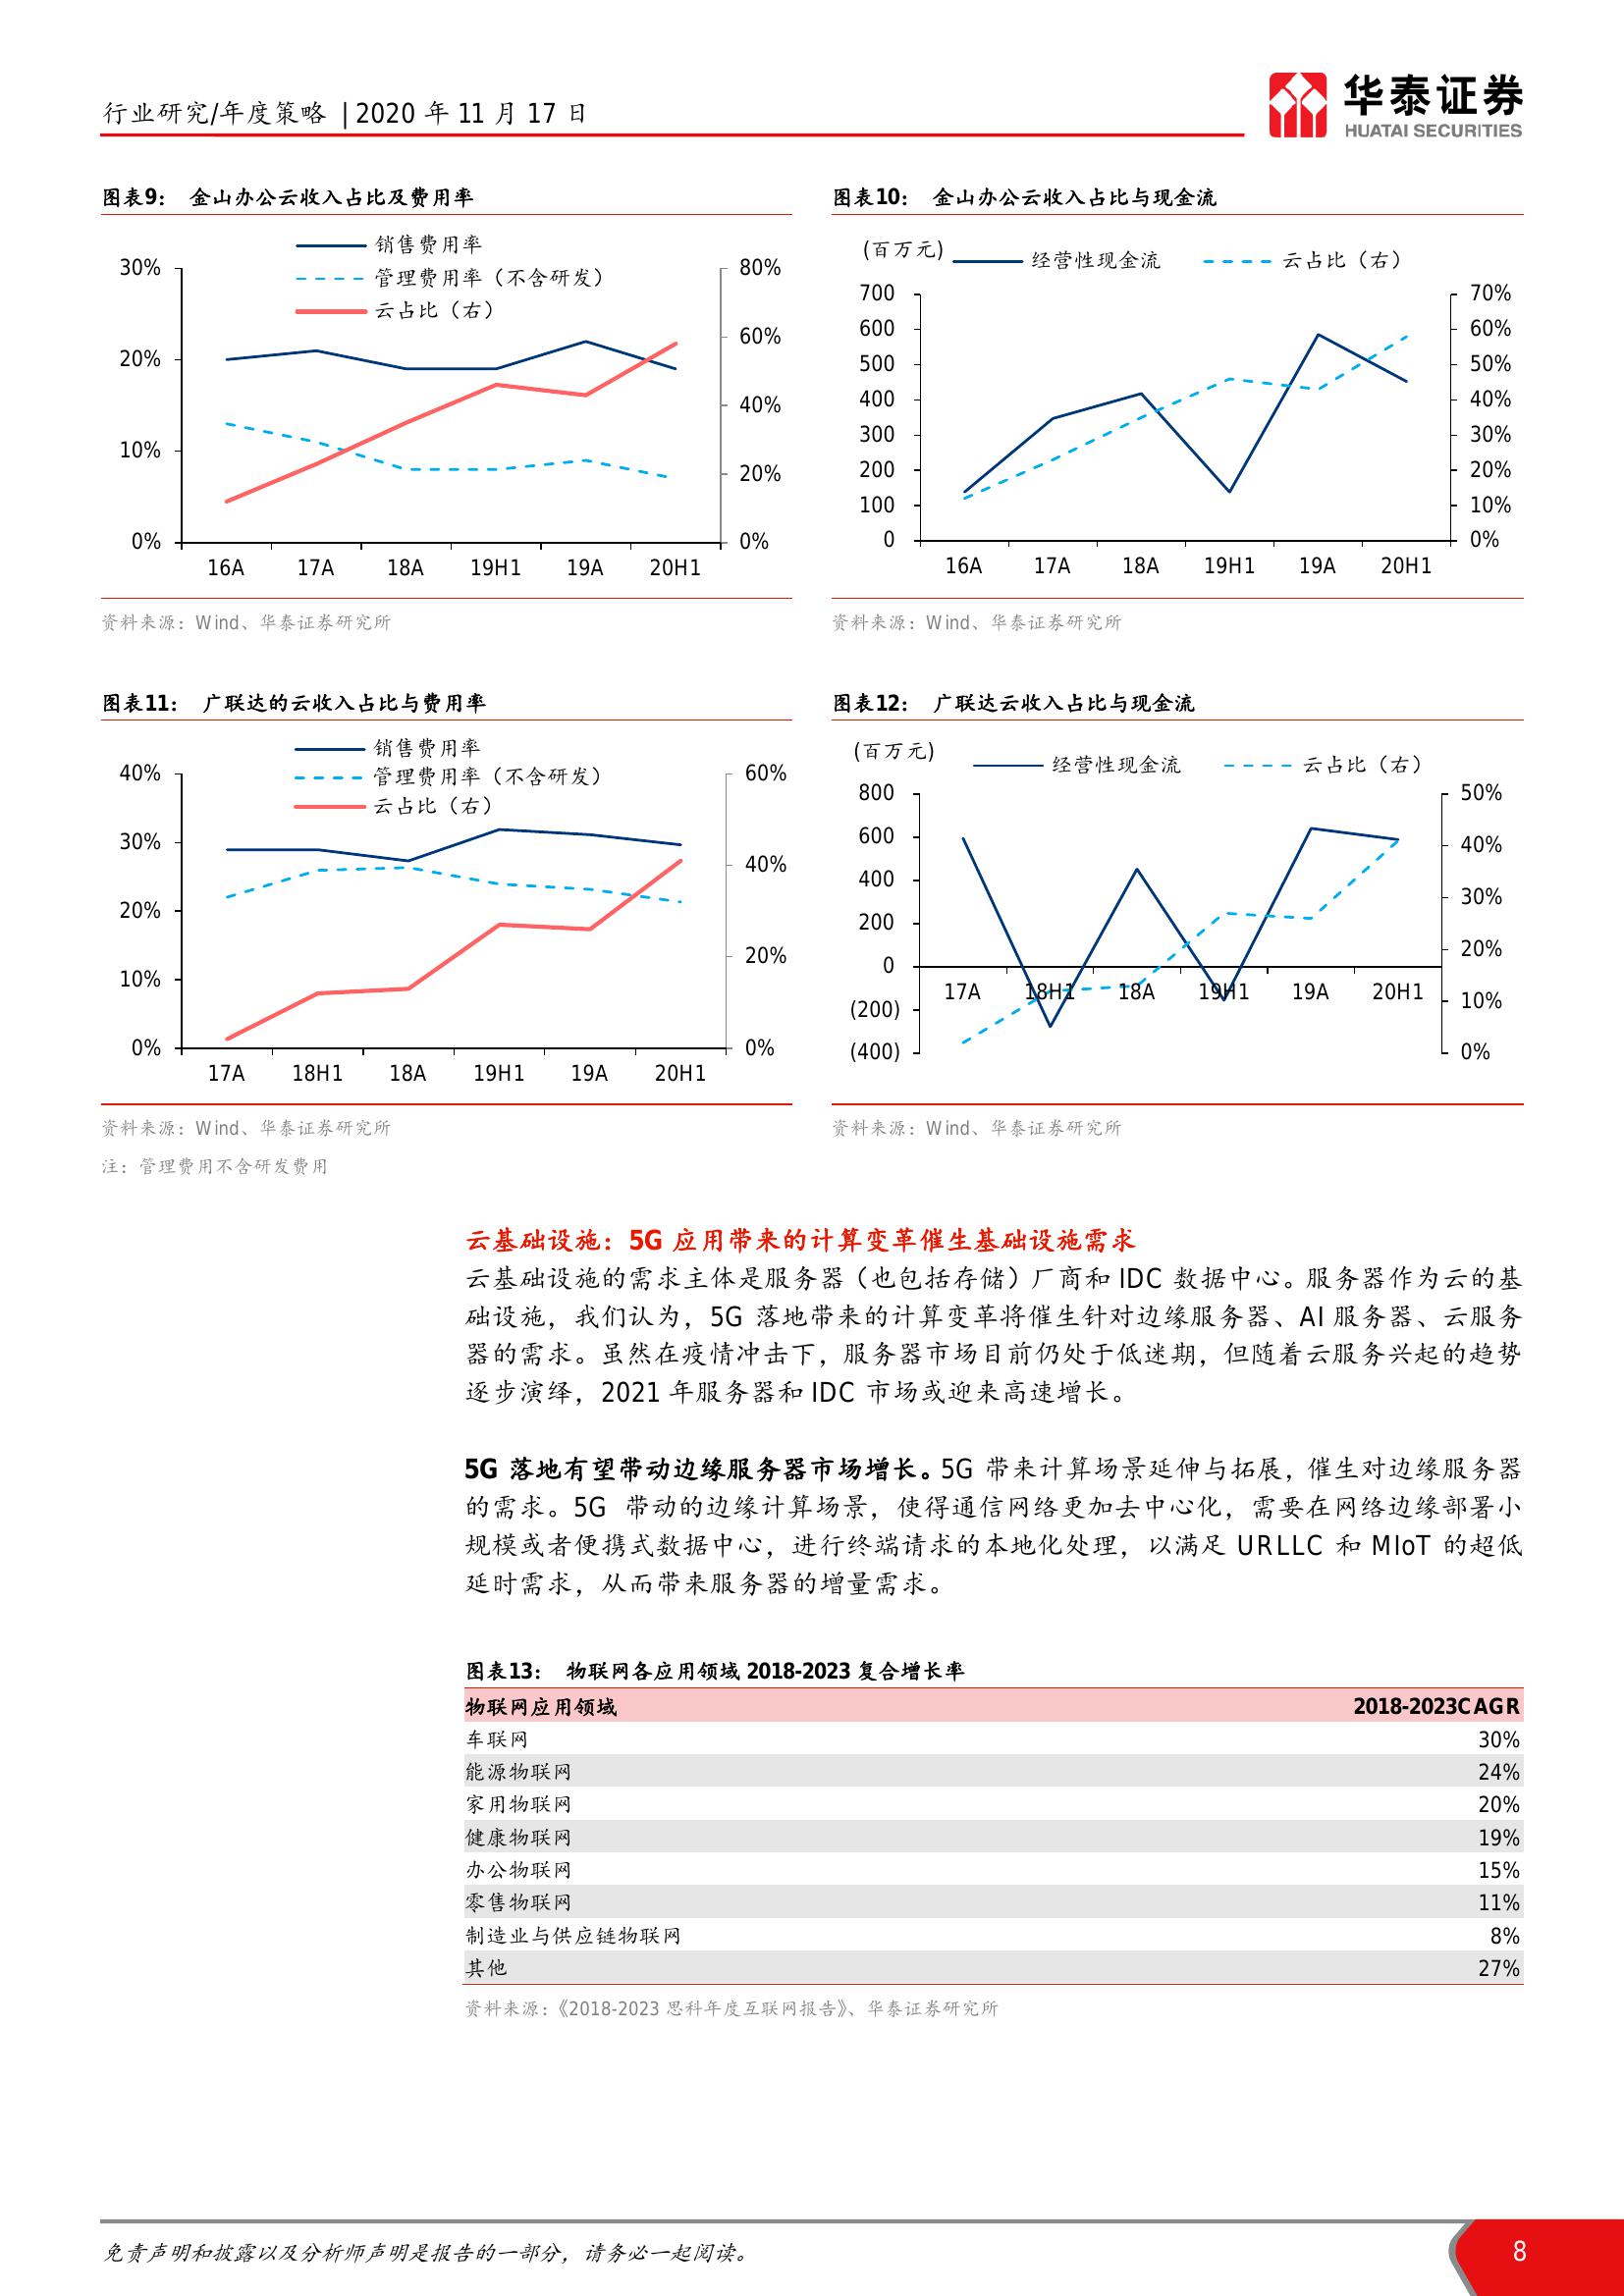 行业研究/年度策略 | 2020 年 11 月 17 日
华泰证券
HUATAI SECURITIES
图表9： 金山办公云收入占比及费用率
销售费用率
管理费用率（不含研发）
云占比（右）
30%
20%
10%
0%
80%
60%
40%
20%
0%
16A 17A 18A 19H1 19A 20H1
资料来源：Wind、华泰证券研究所
图表10： 金山办公云收入占比与现金流
(百万元)
经营性现金流 云占比（右）
700
600
500
400
300
200
100
0
70%
60%
50%
40%
30%
20%
10%
0%
16A 17A 18A 19H1 19A 20H1
资料来源：Wind、华泰证券研究所
图表11： 广联达的云收入占比与费用率
销售费用率
管理费用率（不含研发）
云占比（右）
40%
30%
20%
10%
0%
60%
40%
20%
0%
17A 18H1 18A 19H1 19A 20H1
资料来源：Wind、华泰证券研究所
注：管理费用不含研发费用
图表12： 广联达云收入占比与现金流
(百万元)
经营性现金流 云占比（右）
800
600
400
200
0
(200)
(400)
50%
40%
30%
20%
10%
0%
17A 18H1 18A 19H1 19A 20H1
资料来源：Wind、华泰证券研究所
云基础设施：5G 应用带来的计算变革催生基础设施需求
云基础设施的需求主体是服务器（也包括存储）厂商和 IDC 数据中心。服务器作为云的基
础设施，我们认为，5G 落地带来的计算变革将催生针对边缘服务器、AI 服务器、云服务
器的需求。虽然在疫情冲击下，服务器市场目前仍处于低迷期，但随着云服务兴起的趋势
逐步演绎，2021 年服务器和 IDC 市场或迎来高速增长。
5G 落地有望带动边缘服务器市场增长。5G 带来计算场景延伸与拓展，催生对边缘服务器
的需求。5G 带动的边缘计算场景，使得通信网络更加去中心化，需要在网络边缘部署小
规模或者便携式数据中心，进行终端请求的本地化处理，以满足 URLLC 和 MIoT 的超低
延时需求，从而带来服务器的增量需求。
图表13： 物联网各应用领域 2018-2023 复合增长率
物联网应用领域 2018-2023CAGR
车联网 30%
能源物联网 24%
家用物联网 20%
健康物联网 19%
办公物联网 15%
零售物联网 11%
制造业与供应链物联网 8%
其他 27%
资料来源：《2018-2023 思科年度互联网报告》、华泰证券研究所
免责声明和披露以及分析师声明是报告的一部分，请务必一起阅读。
8